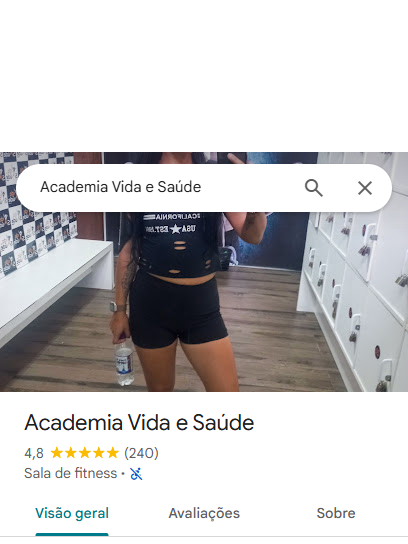 Academia Vida e Saúde
CALIFORNIA
USA ★ EST.
Academia Vida e Saúde
4,8 ★★★★★ (240)
Sala de fitness ·
Visão geral
Avaliações
Sobre